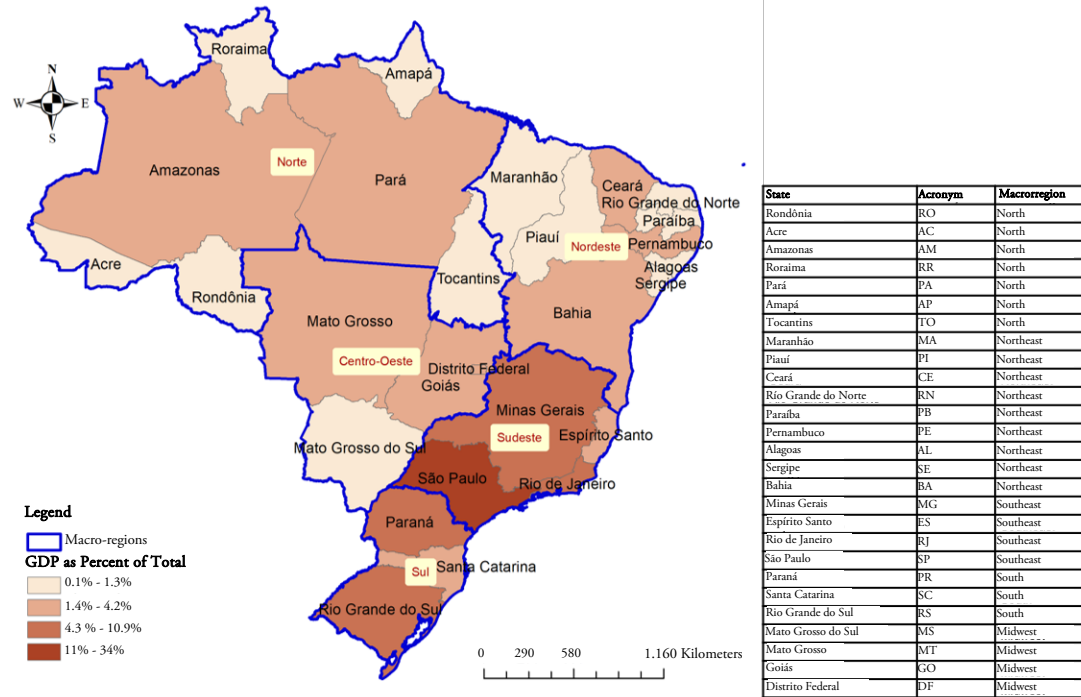 Roraima
Amapá
N
W E
S
Amazonas
Norte
Pará
Maranhão
Ceará
Rio Grande do Norte
Paraíba
Piauí
Nordeste
Pernambuco
Acre
Rondônia
Tocantins
Alagoas
Sergipe
Mato Grosso
Bahia
Centro-Oeste
Distrito Federal
Goiás
Minas Gerais
Mato Grosso do Sul
Sudeste
Espírito Santo
São Paulo
Rio de Janeiro
Paraná
Sul
Santa Catarina
Rio Grande do Sul
Legend
Macro-regions
GDP as Percent of Total
0.1% - 1.3%
1.4% - 4.2%
4.3 % - 10.9%
11% - 34%
0 290 580 1.160 Kilometers
State Acronym Macrorregion
Rondônia RO North
Acre AC North
Amazonas AM North
Roraima RR North
Pará PA North
Amapá AP North
Tocantins TO North
Maranhão MA Northeast
Piauí PI Northeast
Ceará CE Northeast
Río Grande do Norte RN Northeast
Paraíba PB Northeast
Pernambuco PE Northeast
Alagoas AL Northeast
Sergipe SE Northeast
Bahia BA Northeast
Minas Gerais MG Southeast
Espírito Santo ES Southeast
Rio de Janeiro RJ Southeast
São Paulo SP Southeast
Paraná PR South
Santa Catarina SC South
Rio Grande do Sul RS South
Mato Grosso do Sul MS Midwest
Mato Grosso MT Midwest
Goiás GO Midwest
Distrito Federal DF Midwest